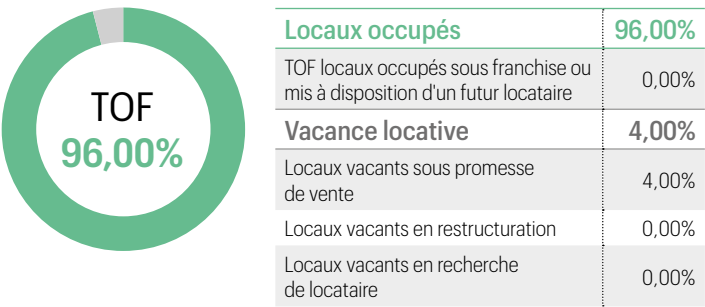 TOF
96,00%
Locaux occupés 96,00%
TOF locaux occupés sous franchise ou
mis à disposition d'un futur locataire 0,00%
Vacance locative 4,00%
Locaux vacants sous promesse
de vente 4,00%
Locaux vacants en restructuration 0,00%
Locaux vacants en recherche
de locataire 0,00%